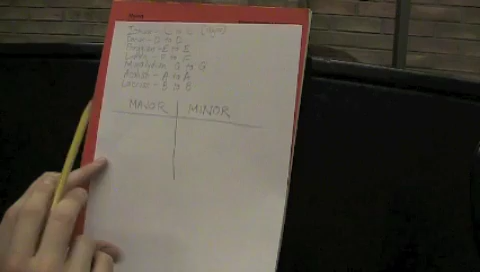 Ionian - C to C
Dorian - D to D
Phrygian - E to E
Lydian - F to F
Mixolydian G to G
Aeolian - A to A
Locrian - B to B
MAJOR MINOR